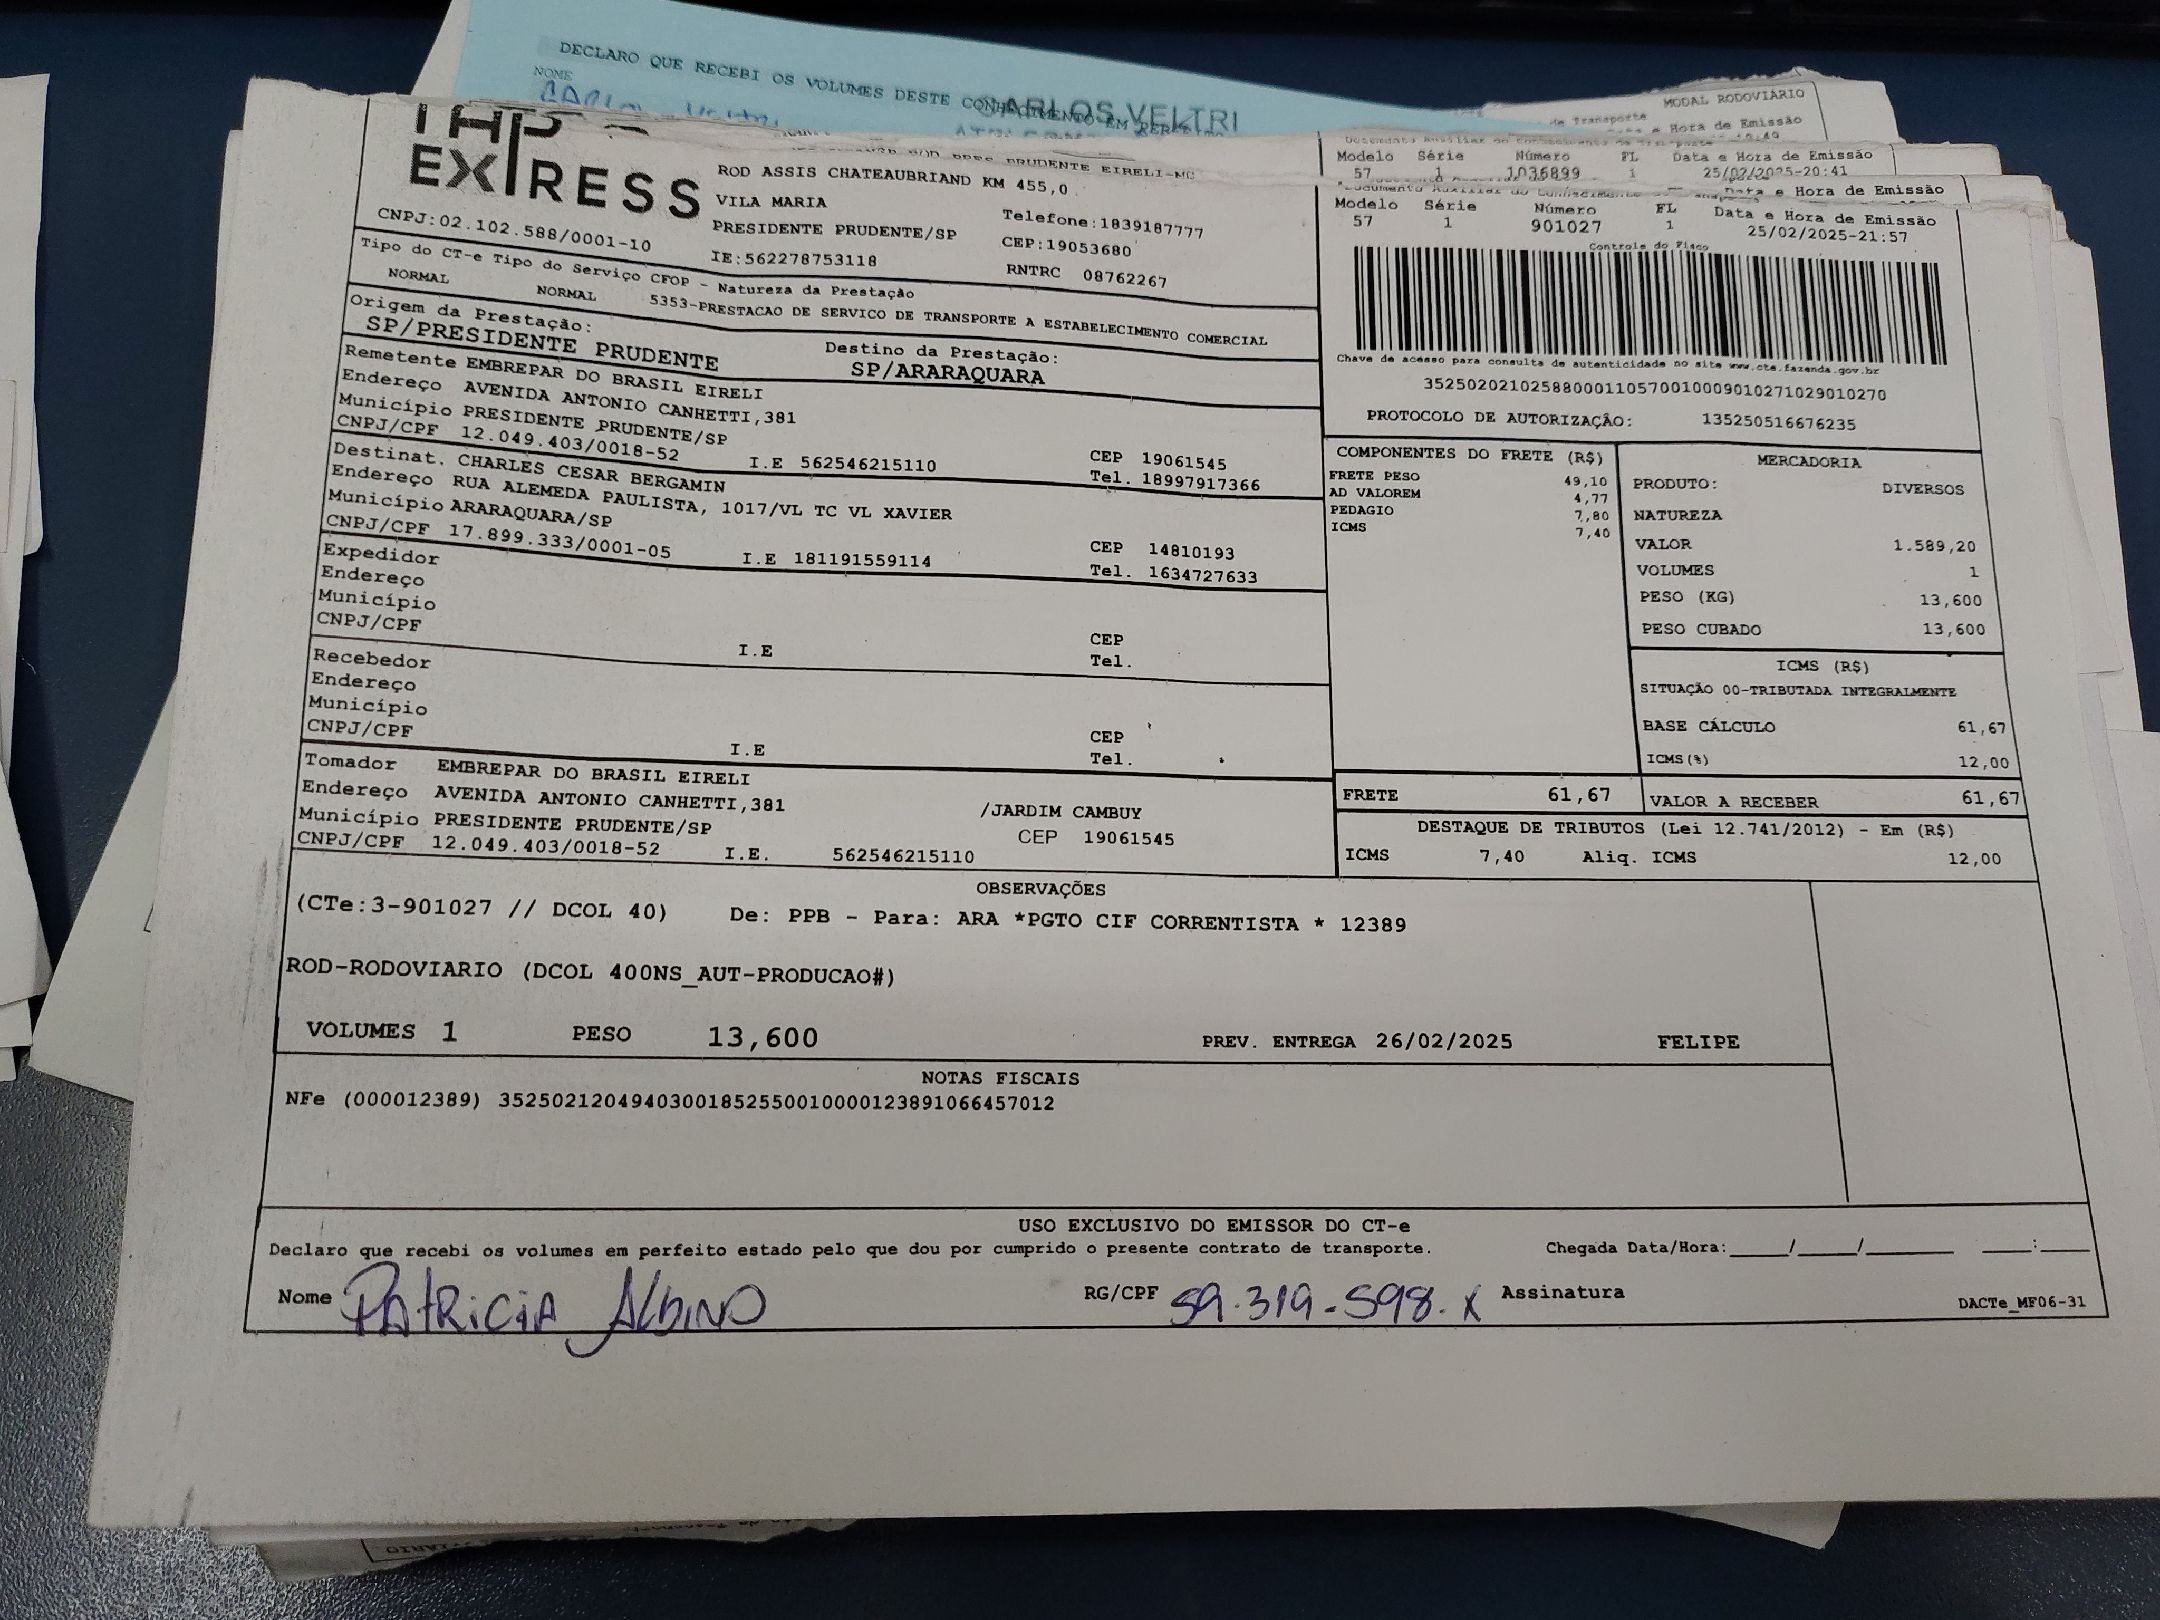 DECLARO QUE RECEBI OS VOLUMES DESTE CONHECIMENTO EM
NOME
CARLOS VELTRI
MODAL RODOVIÁRIO
de Transporte
e Hora de Emissão
Modelo Série Número FL Data e Hora de Emissão
57 1 1036899 1 25/02/2025-20:41
Data e Hora de Emissão
EXPRESS
PRUDENTE EIRELI-ME
ROD ASSIS CHATEAUBRIAND KM 455,0
VILA MARIA Telefone:1839187777
PRESIDENTE PRUDENTE/SP CEP:19053680
CNPJ:02.102.588/0001-10 IE:562278753118 RNTRC 08762267
Modelo Série Número FL Data e Hora de Emissão
57 1 901027 1 25/02/2025-21:57
Controle do Fisco
Chave de acesso para consulta de autenticidade no site www.cte.fazenda.gov.br
35250202102588000110570010009010271029010270
PROTOCOLO DE AUTORIZAÇÃO: 135250516676235
Tipo do CT-e Tipo do Serviço CFOP - Natureza da Prestação
NORMAL NORMAL 5353-PRESTACAO DE SERVICO DE TRANSPORTE A ESTABELECIMENTO COMERCIAL
Origem da Prestação: Destino da Prestação:
SP/PRESIDENTE PRUDENTE SP/ARARAQUARA
Remetente EMBREPAR DO BRASIL EIRELI
Endereço AVENIDA ANTONIO CANHETTI,381
Município PRESIDENTE PRUDENTE/SP CEP 19061545
CNPJ/CPF 12.049.403/0018-52 I.E 562546215110 Tel. 18997917366
Destinat. CHARLES CESAR BERGAMIN
Endereço RUA ALEMEDA PAULISTA, 1017/VL TC VL XAVIER
Município ARARAQUARA/SP CEP 14810193
CNPJ/CPF 17.899.333/0001-05 I.E 181191559114 Tel. 1634727633
Expedidor
Endereço
Município CEP
CNPJ/CPF I.E Tel.
Recebedor
Endereço
Município CEP
CNPJ/CPF I.E Tel.
Tomador EMBREPAR DO BRASIL EIRELI
Endereço AVENIDA ANTONIO CANHETTI,381 /JARDIM CAMBUY
Município PRESIDENTE PRUDENTE/SP CEP 19061545
CNPJ/CPF 12.049.403/0018-52 I.E. 562546215110
COMPONENTES DO FRETE (R$)
FRETE PESO 49,10
AD VALOREM 4,77
PEDAGIO 7,80
ICMS 7,40
MERCADORIA
PRODUTO: DIVERSOS
NATUREZA
VALOR 1.589,20
VOLUMES 1
PESO (KG) 13,600
PESO CUBADO 13,600
ICMS (R$)
SITUAÇÃO 00-TRIBUTADA INTEGRALMENTE
BASE CÁLCULO 61,67
ICMS(%) 12,00
FRETE 61,67 VALOR A RECEBER 61,67
DESTAQUE DE TRIBUTOS (Lei 12.741/2012) - Em (R$)
ICMS 7,40 Aliq. ICMS 12,00
OBSERVAÇÕES
(CTe:3-901027 // DCOL 40) De: PPB - Para: ARA *PGTO CIF CORRENTISTA * 12389
ROD-RODOVIARIO (DCOL 400NS_AUT-PRODUCAO#)
VOLUMES 1 PESO 13,600 PREV. ENTREGA 26/02/2025 FELIPE
NOTAS FISCAIS
NFe (000012389) 35250212049403001852550010000123891066457012
USO EXCLUSIVO DO EMISSOR DO CT-e
Declaro que recebi os volumes em perfeito estado pelo que dou por cumprido o presente contrato de transporte. Chegada Data/Hora:_____/____/________ ____:____
Nome PATRICIA ALBINO RG/CPF 59.319.598.X Assinatura
DACTe_MF06-31